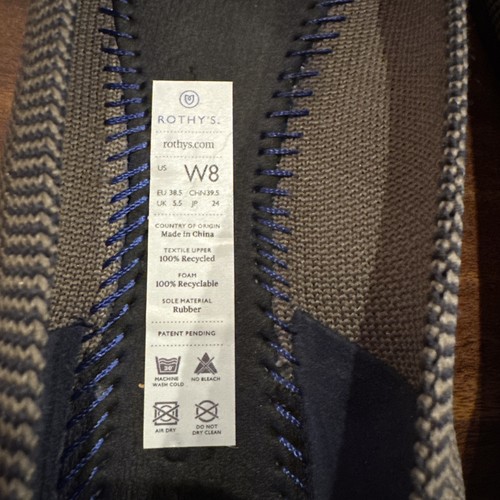 ROTHY'S
rothys.com
US W8
EU 38.5 CHN 39.5
UK 5.5 JP 24
COUNTRY OF ORIGIN
Made in China
TEXTILE UPPER
100% Recycled
FOAM
100% Recyclable
SOLE MATERIAL
Rubber
PATENT PENDING
30°
MACHINE WASH COLD
NO BLEACH
AIR DRY
DO NOT DRY CLEAN